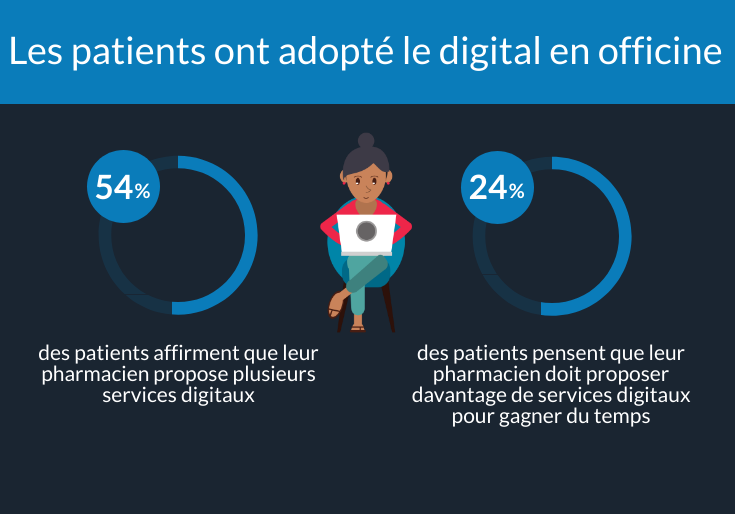 Les patients ont adopté le digital en officine
54%
24%
des patients affirment que leur
pharmacien propose plusieurs
services digitaux
des patients pensent que leur
pharmacien doit proposer
davantage de services digitaux
pour gagner du temps